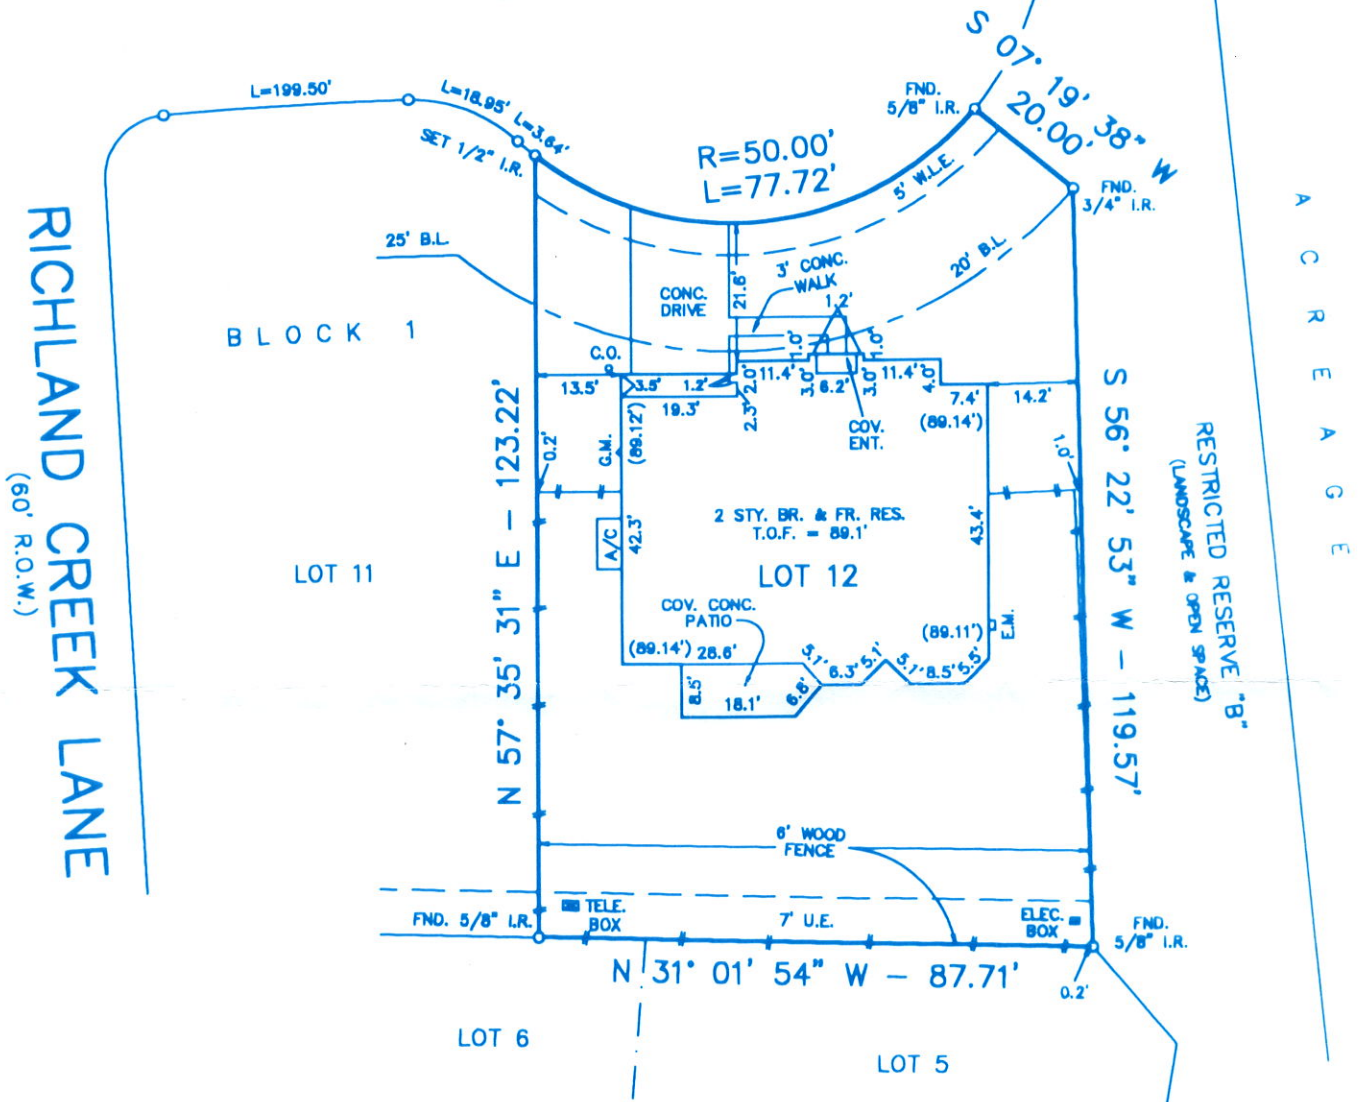 S 07° 19' 38" W
20.00'
L=199.50'
L=18.95'
L=3.64'
SET 1/2" I.R.
FND.
5/8" I.R.
R=50.00'
L=77.72'
5' W.L.E.
FND.
3/4" I.R.
25' B.L.
20' B.L.
3' CONC.
WALK
CONC.
DRIVE
21.6'
1.2'
1.0'
1.0'
BLOCK 1
C.O.
13.5'
3.5'
1.2'
2.0'
11.4'
3.0'
6.2'
3.0'
11.4'
4.0'
7.4'
14.2'
19.3'
2.3'
(89.12')
(89.14')
COV.
ENT.
G.M.
0.2'
1.0'
N 57° 35' 31" E - 123.22'
S 56° 22' 53" W - 119.57'
RICHLAND CREEK LANE
(60' R.O.W.)
ACREAGE
RESTRICTED RESERVE "B"
(LANDSCAPE & OPEN SPACE)
A/C
42.3'
43.4'
2 STY. BR. & FR. RES.
T.O.F. = 89.1'
LOT 11
LOT 12
COV. CONC.
PATIO
(89.11')
E.M.
(89.14')
28.6'
5.1'
6.3'
5.1'
5.1'
8.5'
5.5'
8.5'
18.1'
6.8'
6' WOOD
FENCE
TELE.
BOX
7' U.E.
ELEC.
BOX
FND. 5/8" I.R.
FND.
5/8" I.R.
N 31° 01' 54" W - 87.71'
0.2'
LOT 6
LOT 5